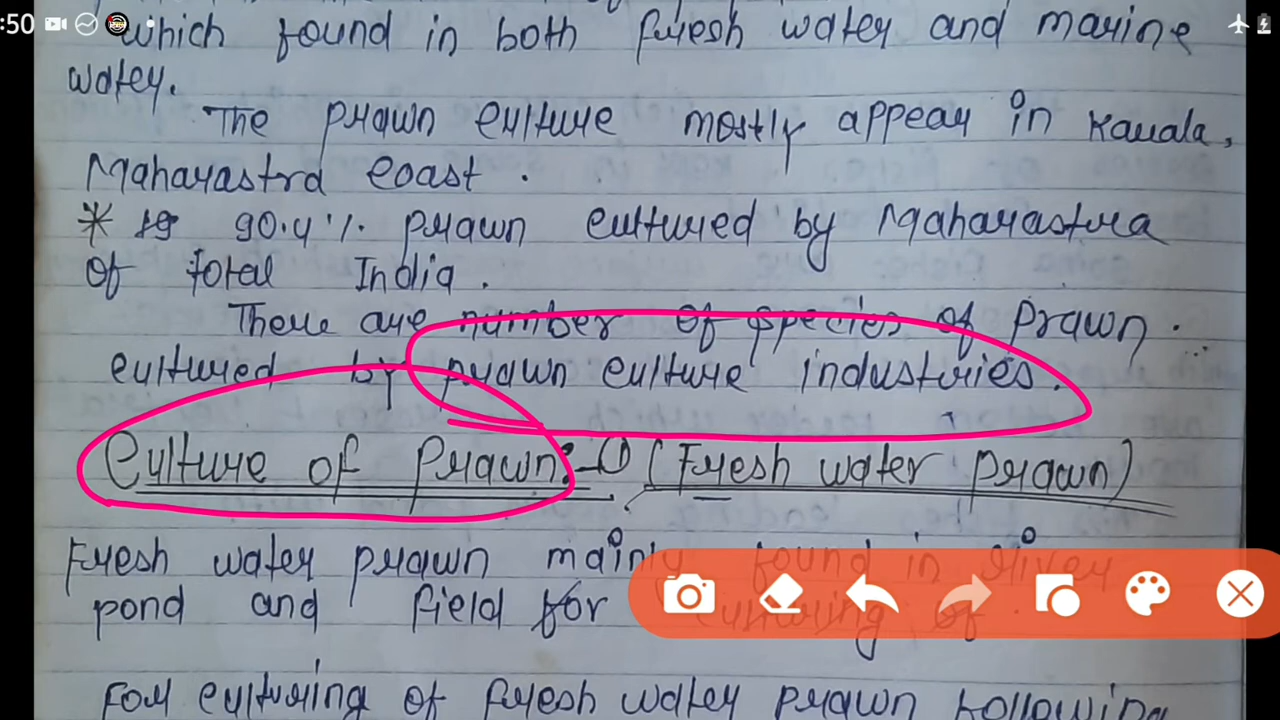 :50
which found in both fresh water and marine
water.
The prawn culture mostly appear in Karala,
Maharastra coast.
* 90.4% prawn cultured by Maharastra
of total India.
There are number of species of Prawn.
cultured by prawn culture industries.
Culture of Prawn:- (Fresh water prawn)
Fresh water prawn mainly found in river
pond and field for culturing of
For culturing of fresh water prawn following